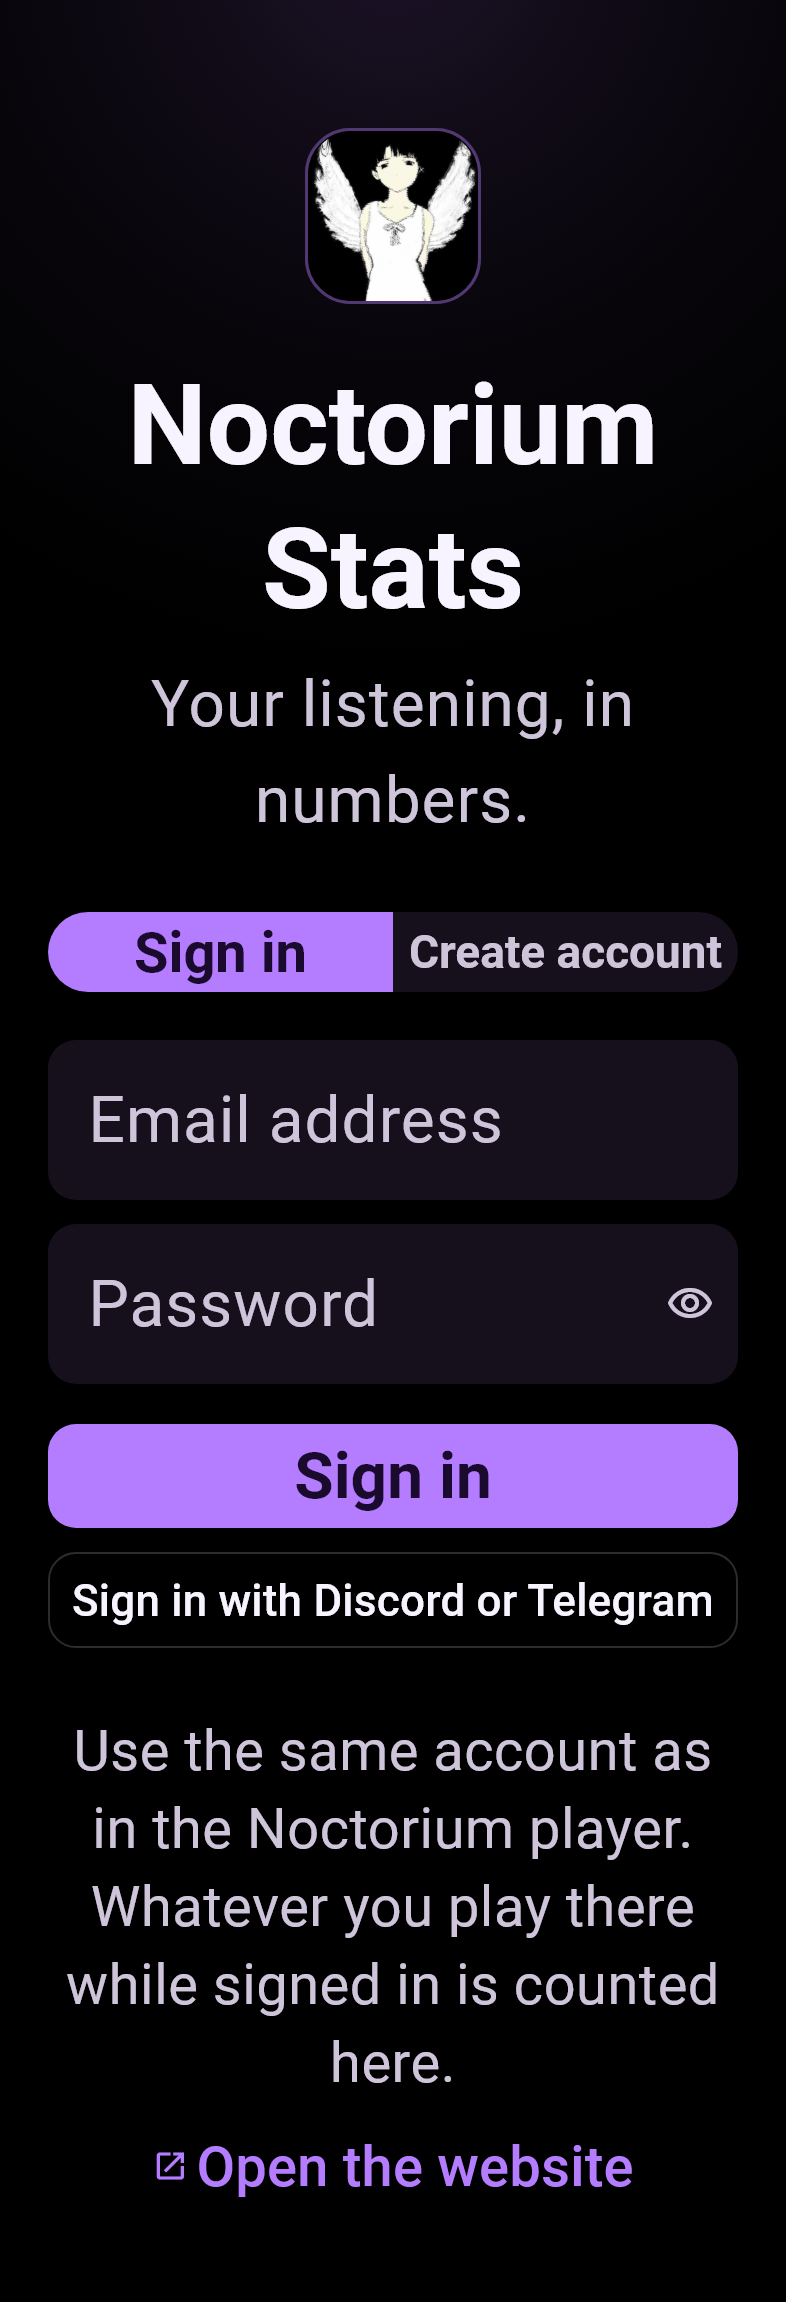 Noctorium
Stats
Your listening, in
numbers.
Sign in
Create account
Email address
Password
Sign in
Sign in with Discord or Telegram
Use the same account as
in the Noctorium player.
Whatever you play there
while signed in is counted
here.
Open the website